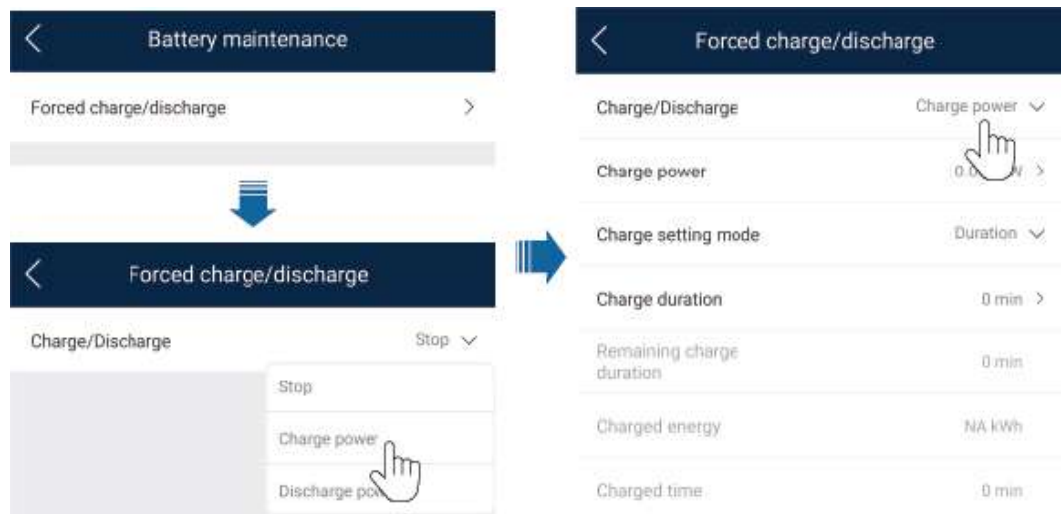 Battery maintenance
Forced charge/discharge
Forced charge/discharge
Charge/Discharge Stop
Stop
Charge power
Discharge
Forced charge/discharge
Charge/Discharge Charge power
Charge power
Charge setting mode Duration
Charge duration 0 min
Remaining charge
duration 0 min
Charged energy NA kWh
Charged time 0 min